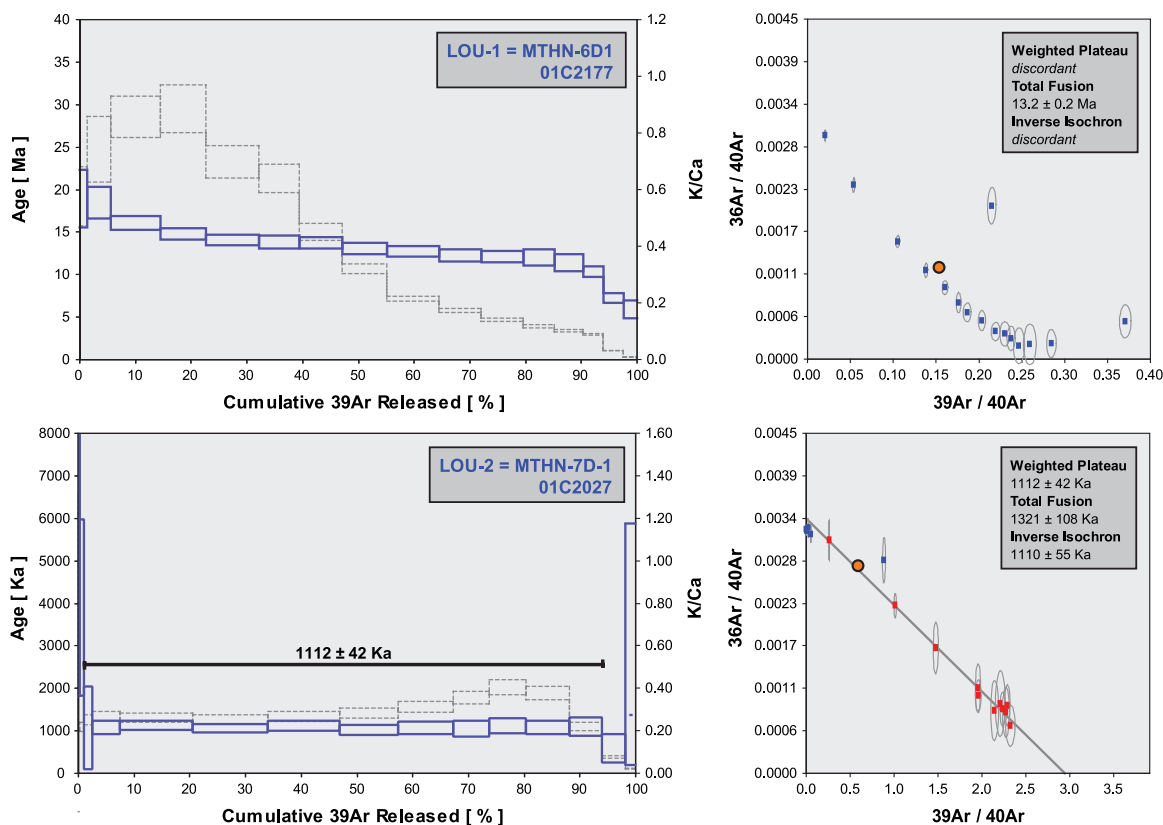 LOU-1 = MTHN-6D1
01C2177
Age [ Ma ]
40
35
30
25
20
15
10
5
0
K/Ca
1.2
1.0
0.8
0.6
0.4
0.2
0.0
0 10 20 30 40 50 60 70 80 90 100
Cumulative 39Ar Released [ % ]
Weighted Plateau
discordant
Total Fusion
13.2 ± 0.2 Ma
Inverse Isochron
discordant
36Ar / 40Ar
0.0045
0.0039
0.0034
0.0028
0.0023
0.0017
0.0011
0.0006
0.0000
0.00 0.05 0.10 0.15 0.20 0.25 0.30 0.35 0.40
39Ar / 40Ar
LOU-2 = MTHN-7D-1
01C2027
1112 ± 42 Ka
Age [ Ka ]
8000
7000
6000
5000
4000
3000
2000
1000
0
K/Ca
1.60
1.40
1.20
1.00
0.80
0.60
0.40
0.20
0.00
0 10 20 30 40 50 60 70 80 90 100
Cumulative 39Ar Released [ % ]
Weighted Plateau
1112 ± 42 Ka
Total Fusion
1321 ± 108 Ka
Inverse Isochron
1110 ± 55 Ka
36Ar / 40Ar
0.0045
0.0039
0.0034
0.0028
0.0023
0.0017
0.0011
0.0006
0.0000
0.0 0.5 1.0 1.5 2.0 2.5 3.0 3.5
39Ar / 40Ar